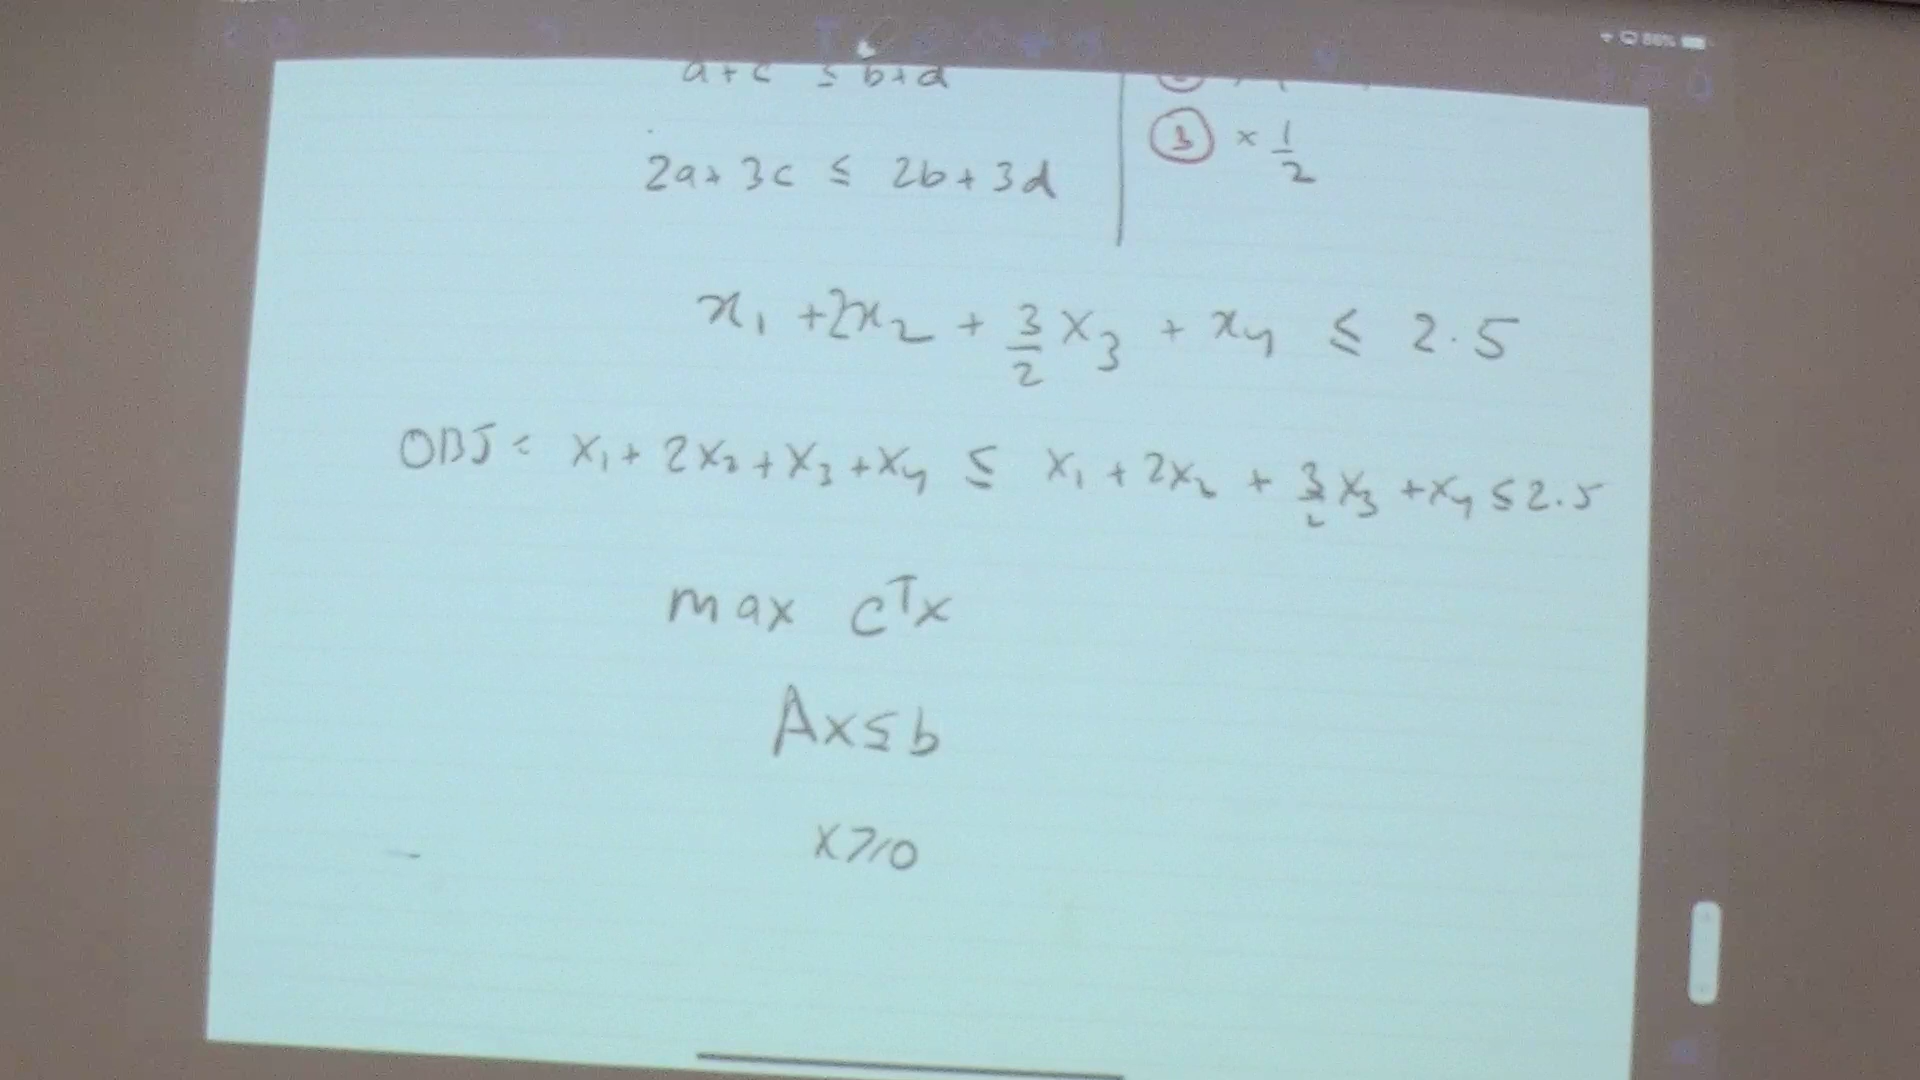 a + c ≤ b + d
③ × 1/2
2a + 3c ≤ 2b + 3d
x₁ + 2x₂ + 3/2 x₃ + x₄ ≤ 2.5
OBJ = x₁ + 2x₂ + x₃ + x₄ ≤ x₁ + 2x₂ + 3/2 x₃ + x₄ ≤ 2.5
max cᵀx
Ax ≤ b
x ≥ 0